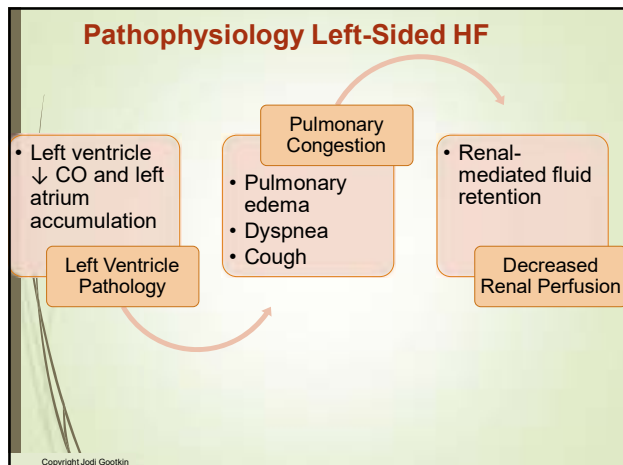 Pathophysiology Left-Sided HF
• Left ventricle
↓ CO and left
atrium
accumulation
Left Ventricle
Pathology
Pulmonary
Congestion
• Pulmonary
edema
• Dyspnea
• Cough
• Renal-
mediated fluid
retention
Decreased
Renal Perfusion
Copyright Jodi Gootkin